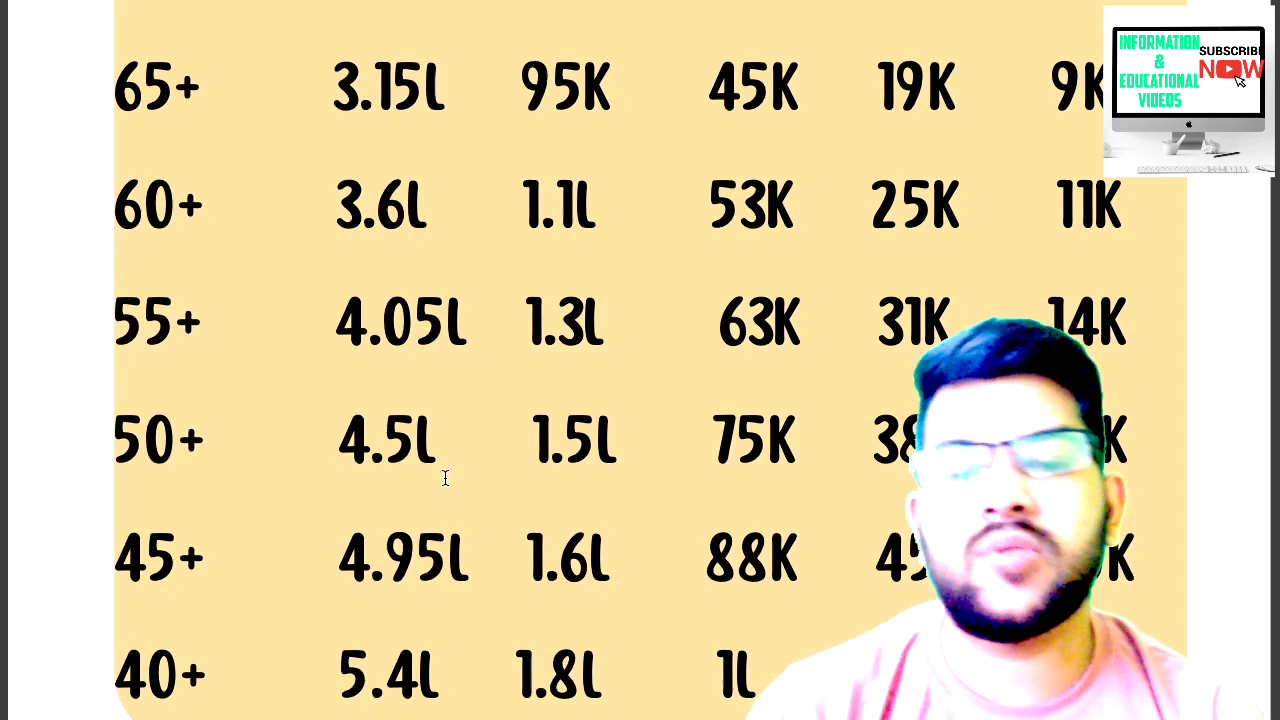 65+ 3.15L 95K 45K 19K 9K
60+ 3.6L 1.1L 53K 25K 11K
55+ 4.05L 1.3L 63K 31K 14K
50+ 4.5L 1.5L 75K
45+ 4.95L 1.6L 88K
40+ 5.4L 1.8L 1L
INFORMATION
&
EDUCATIONAL
VIDEOS
SUBSCRIBE
NOW